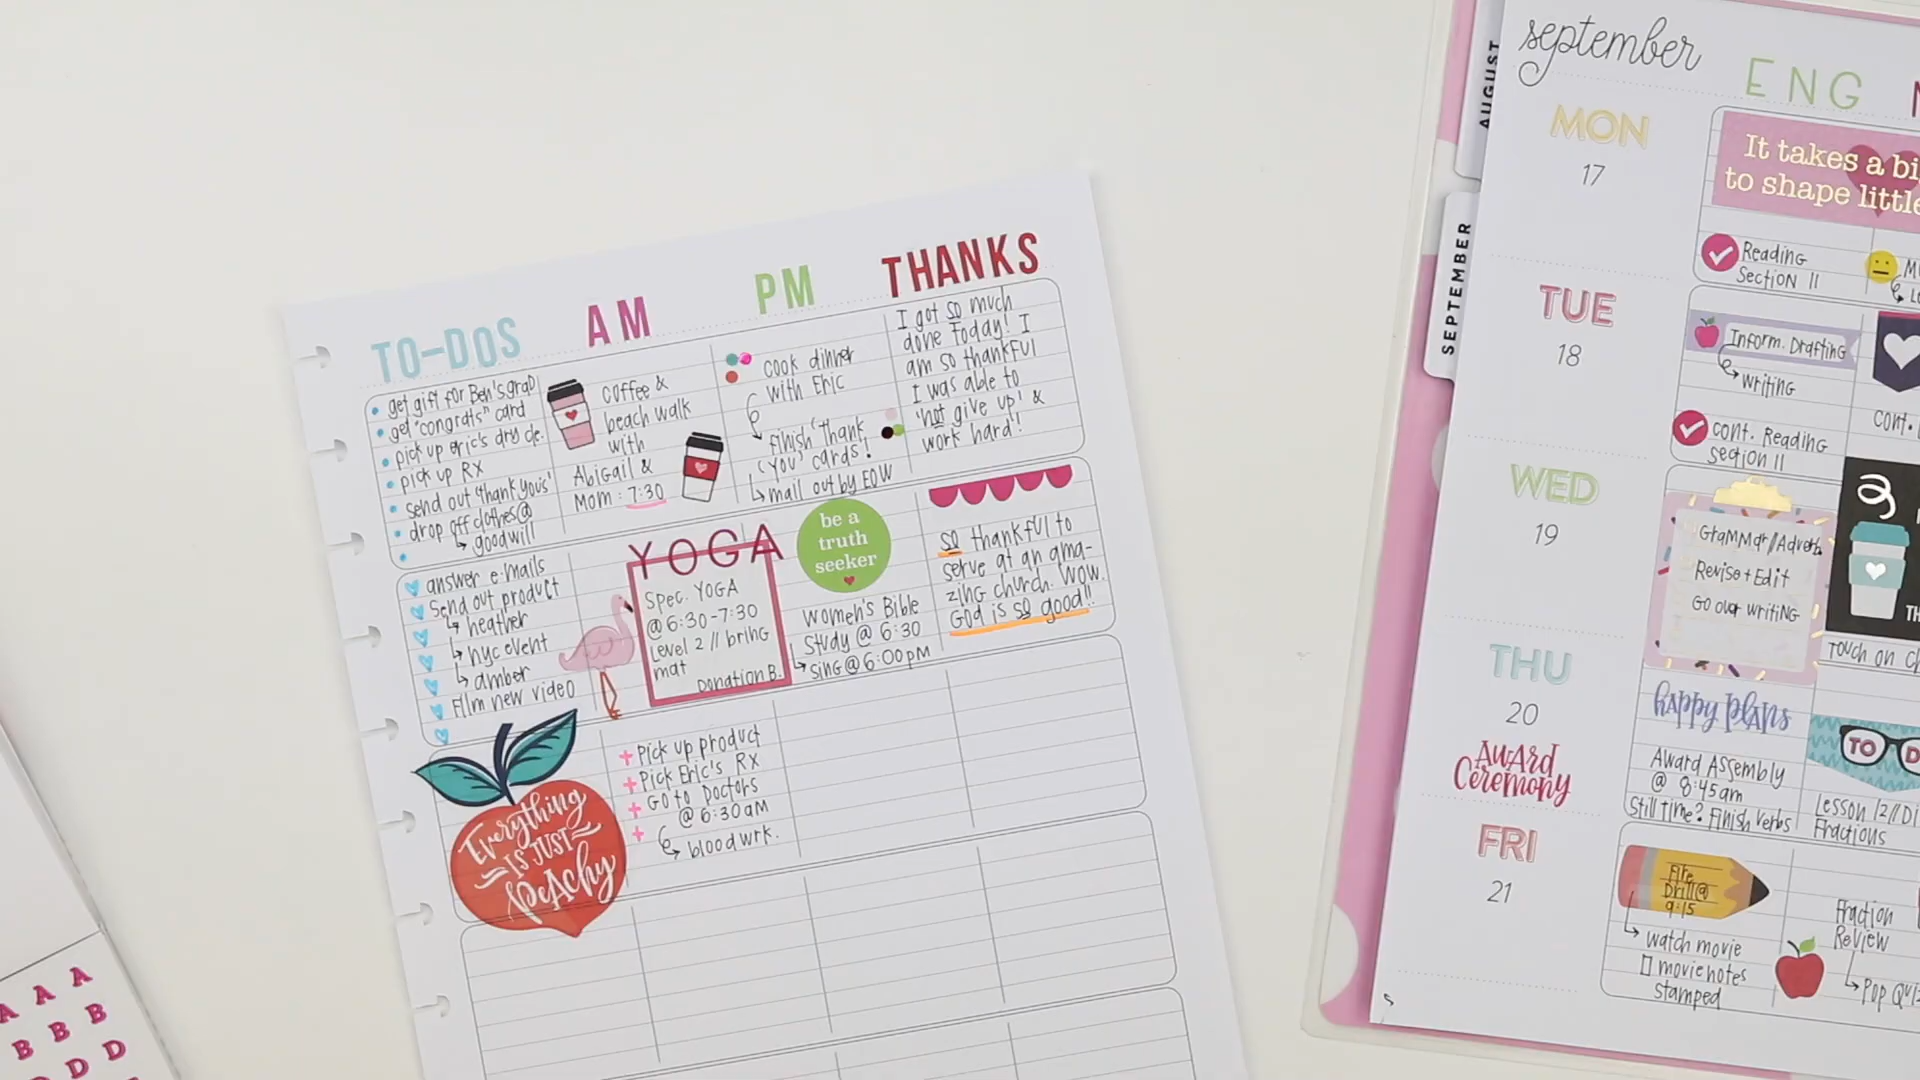 TO-DOS
AM
PM
THANKS
get gift for Ben's grad
get "congrats" card
pick up eric's dry cle.
pick up RX
send out 'thank yous'
drop off clothes@
goodwill
coffee &
beach walk
with
Abigail &
Mom: 7:30
cook dinner
with Eric
finish 'Thank
You' cards!
mail out by EOW
I got so much
done today! I
am so thankful
I was able to
'not give up' &
work hard'!
answer e-mails
send out product
heather
nyc event
amber
Film new video
YOGA
Spec. YOGA
@ 6:30-7:30
Level 2 // bring
mat
Donation B.
be a
truth
seeker
Women's Bible
Study @ 6:30
sing @ 6:00pm
so thankful to
serve at an ama-
zing church. Wow.
God is so good!!
Everything
IS JUST
Peachy
+ Pick up product
+ Pick Eric's RX
+ Go to Doctors
@ 6:30am
+
blood wrk.
A A A
B B B
D D
AUGUST
SEPTEMBER
september
ENG
MON
17
It takes a
to shape little
Reading
Section 11
TUE
18
Inform. Drafting
writing
cont. Reading
section 11
cont.
WED
19
Grammar//Adverb
Revise + Edit
Go over writing
TH
Touch on
THU
20
Award
Ceremony
happy plans
Award Assembly
@ 8:45am
Still Time? Finish Verbs
TO D
Lesson 12//Di
Fractions
FRI
21
Fire
Drill@
9:15
watch movie
movie notes
stamped
Fraction
Review
Pop Qui